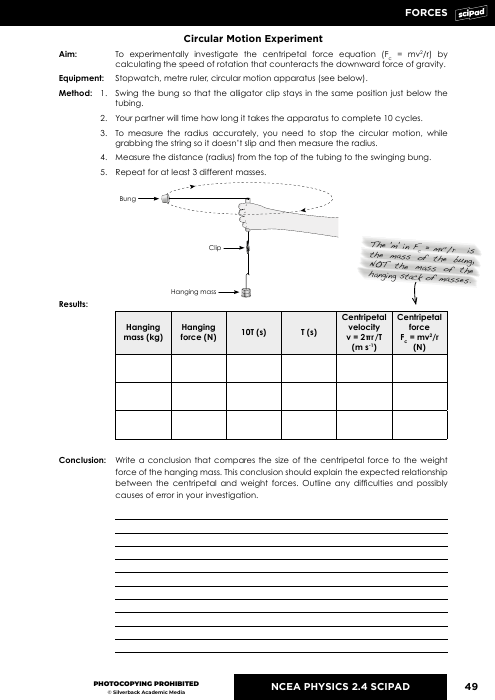 FORCES scipad
Circular Motion Experiment
Aim: To experimentally investigate the centripetal force equation (Fc = mv²/r) by
calculating the speed of rotation that counteracts the downward force of gravity.
Equipment: Stopwatch, metre ruler, circular motion apparatus (see below).
Method: 1. Swing the bung so that the alligator clip stays in the same position just below the
tubing.
2. Your partner will time how long it takes the apparatus to complete 10 cycles.
3. To measure the radius accurately, you need to stop the circular motion, while
grabbing the string so it doesn't slip and then measure the radius.
4. Measure the distance (radius) from the top of the tubing to the swinging bung.
5. Repeat for at least 3 different masses.
Bung
Clip
Hanging mass
The 'm' in Fc = mv²/r is
the mass of the bung,
NOT the mass of the
hanging stack of masses.
Results:
Hanging
mass (kg)
Hanging
force (N)
10T (s)
T (s)
Centripetal
velocity
v = 2πr/T
(m s⁻¹)
Centripetal
force
Fc = mv²/r
(N)
Conclusion: Write a conclusion that compares the size of the centripetal force to the weight
force of the hanging mass. This conclusion should explain the expected relationship
between the centripetal and weight forces. Outline any difficulties and possibly
causes of error in your investigation.
PHOTOCOPYING PROHIBITED
© Silverback Academic Media
NCEA PHYSICS 2.4 SCIPAD
49